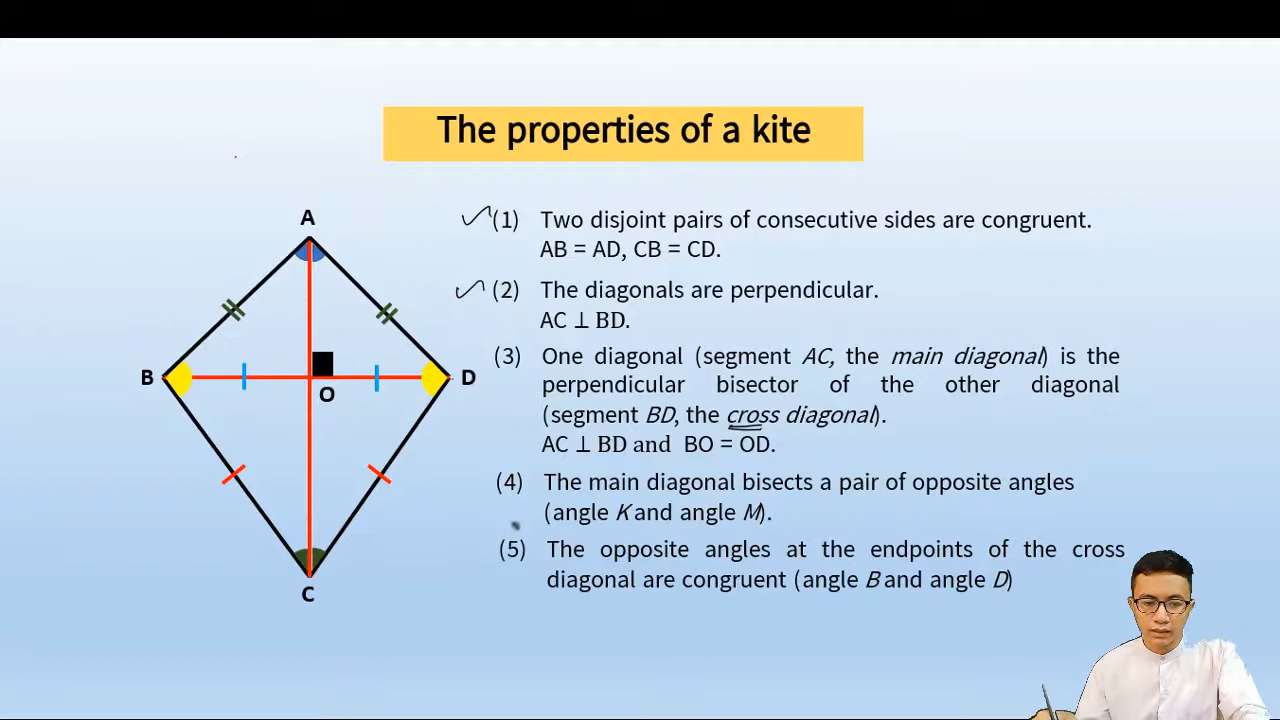 The properties of a kite
A
B
D
O
C
(1) Two disjoint pairs of consecutive sides are congruent.
AB = AD, CB = CD.
(2) The diagonals are perpendicular.
AC ⊥ BD.
(3) One diagonal (segment AC, the main diagonal) is the
perpendicular bisector of the other diagonal
(segment BD, the cross diagonal).
AC ⊥ BD and BO = OD.
(4) The main diagonal bisects a pair of opposite angles
(angle K and angle M).
(5) The opposite angles at the endpoints of the cross
diagonal are congruent (angle B and angle D)